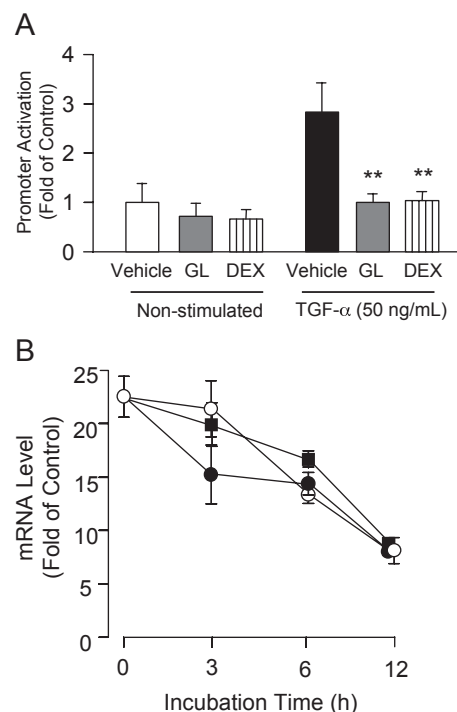 A
Promoter Activation
(Fold of Control)
4
3
2
1
0
** **
Vehicle GL DEX Vehicle GL DEX
Non-stimulated TGF-α (50 ng/mL)
B
mRNA Level
(Fold of Control)
25
20
15
10
5
0
0 3 6 12
Incubation Time (h)